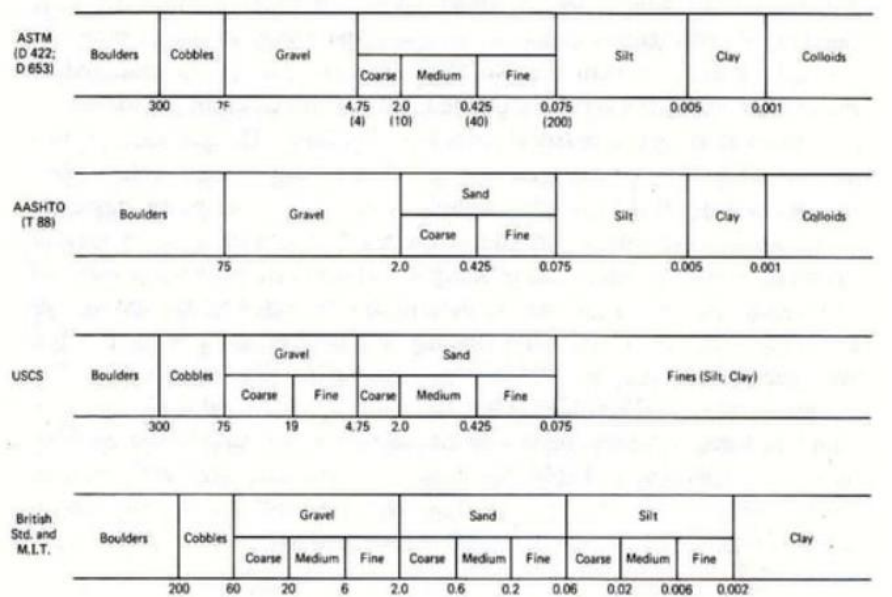 ASTM
(D 422;
D 653)
Boulders Cobbles Gravel Silt Clay Colloids
Coarse Medium Fine
300 75 4.75 2.0 0.425 0.075 0.005 0.001
(4) (10) (40) (200)
AASHTO
(T 88)
Boulders Gravel Sand Silt Clay Colloids
Coarse Fine
75 2.0 0.425 0.075 0.005 0.001
USCS
Boulders Cobbles Gravel Sand Fines (Silt, Clay)
Coarse Fine Coarse Medium Fine
300 75 19 4.75 2.0 0.425 0.075
British
Std. and
M.I.T.
Boulders Cobbles Gravel Sand Silt Clay
Coarse Medium Fine Coarse Medium Fine Coarse Medium Fine
200 60 20 6 2.0 0.6 0.2 0.06 0.02 0.006 0.002